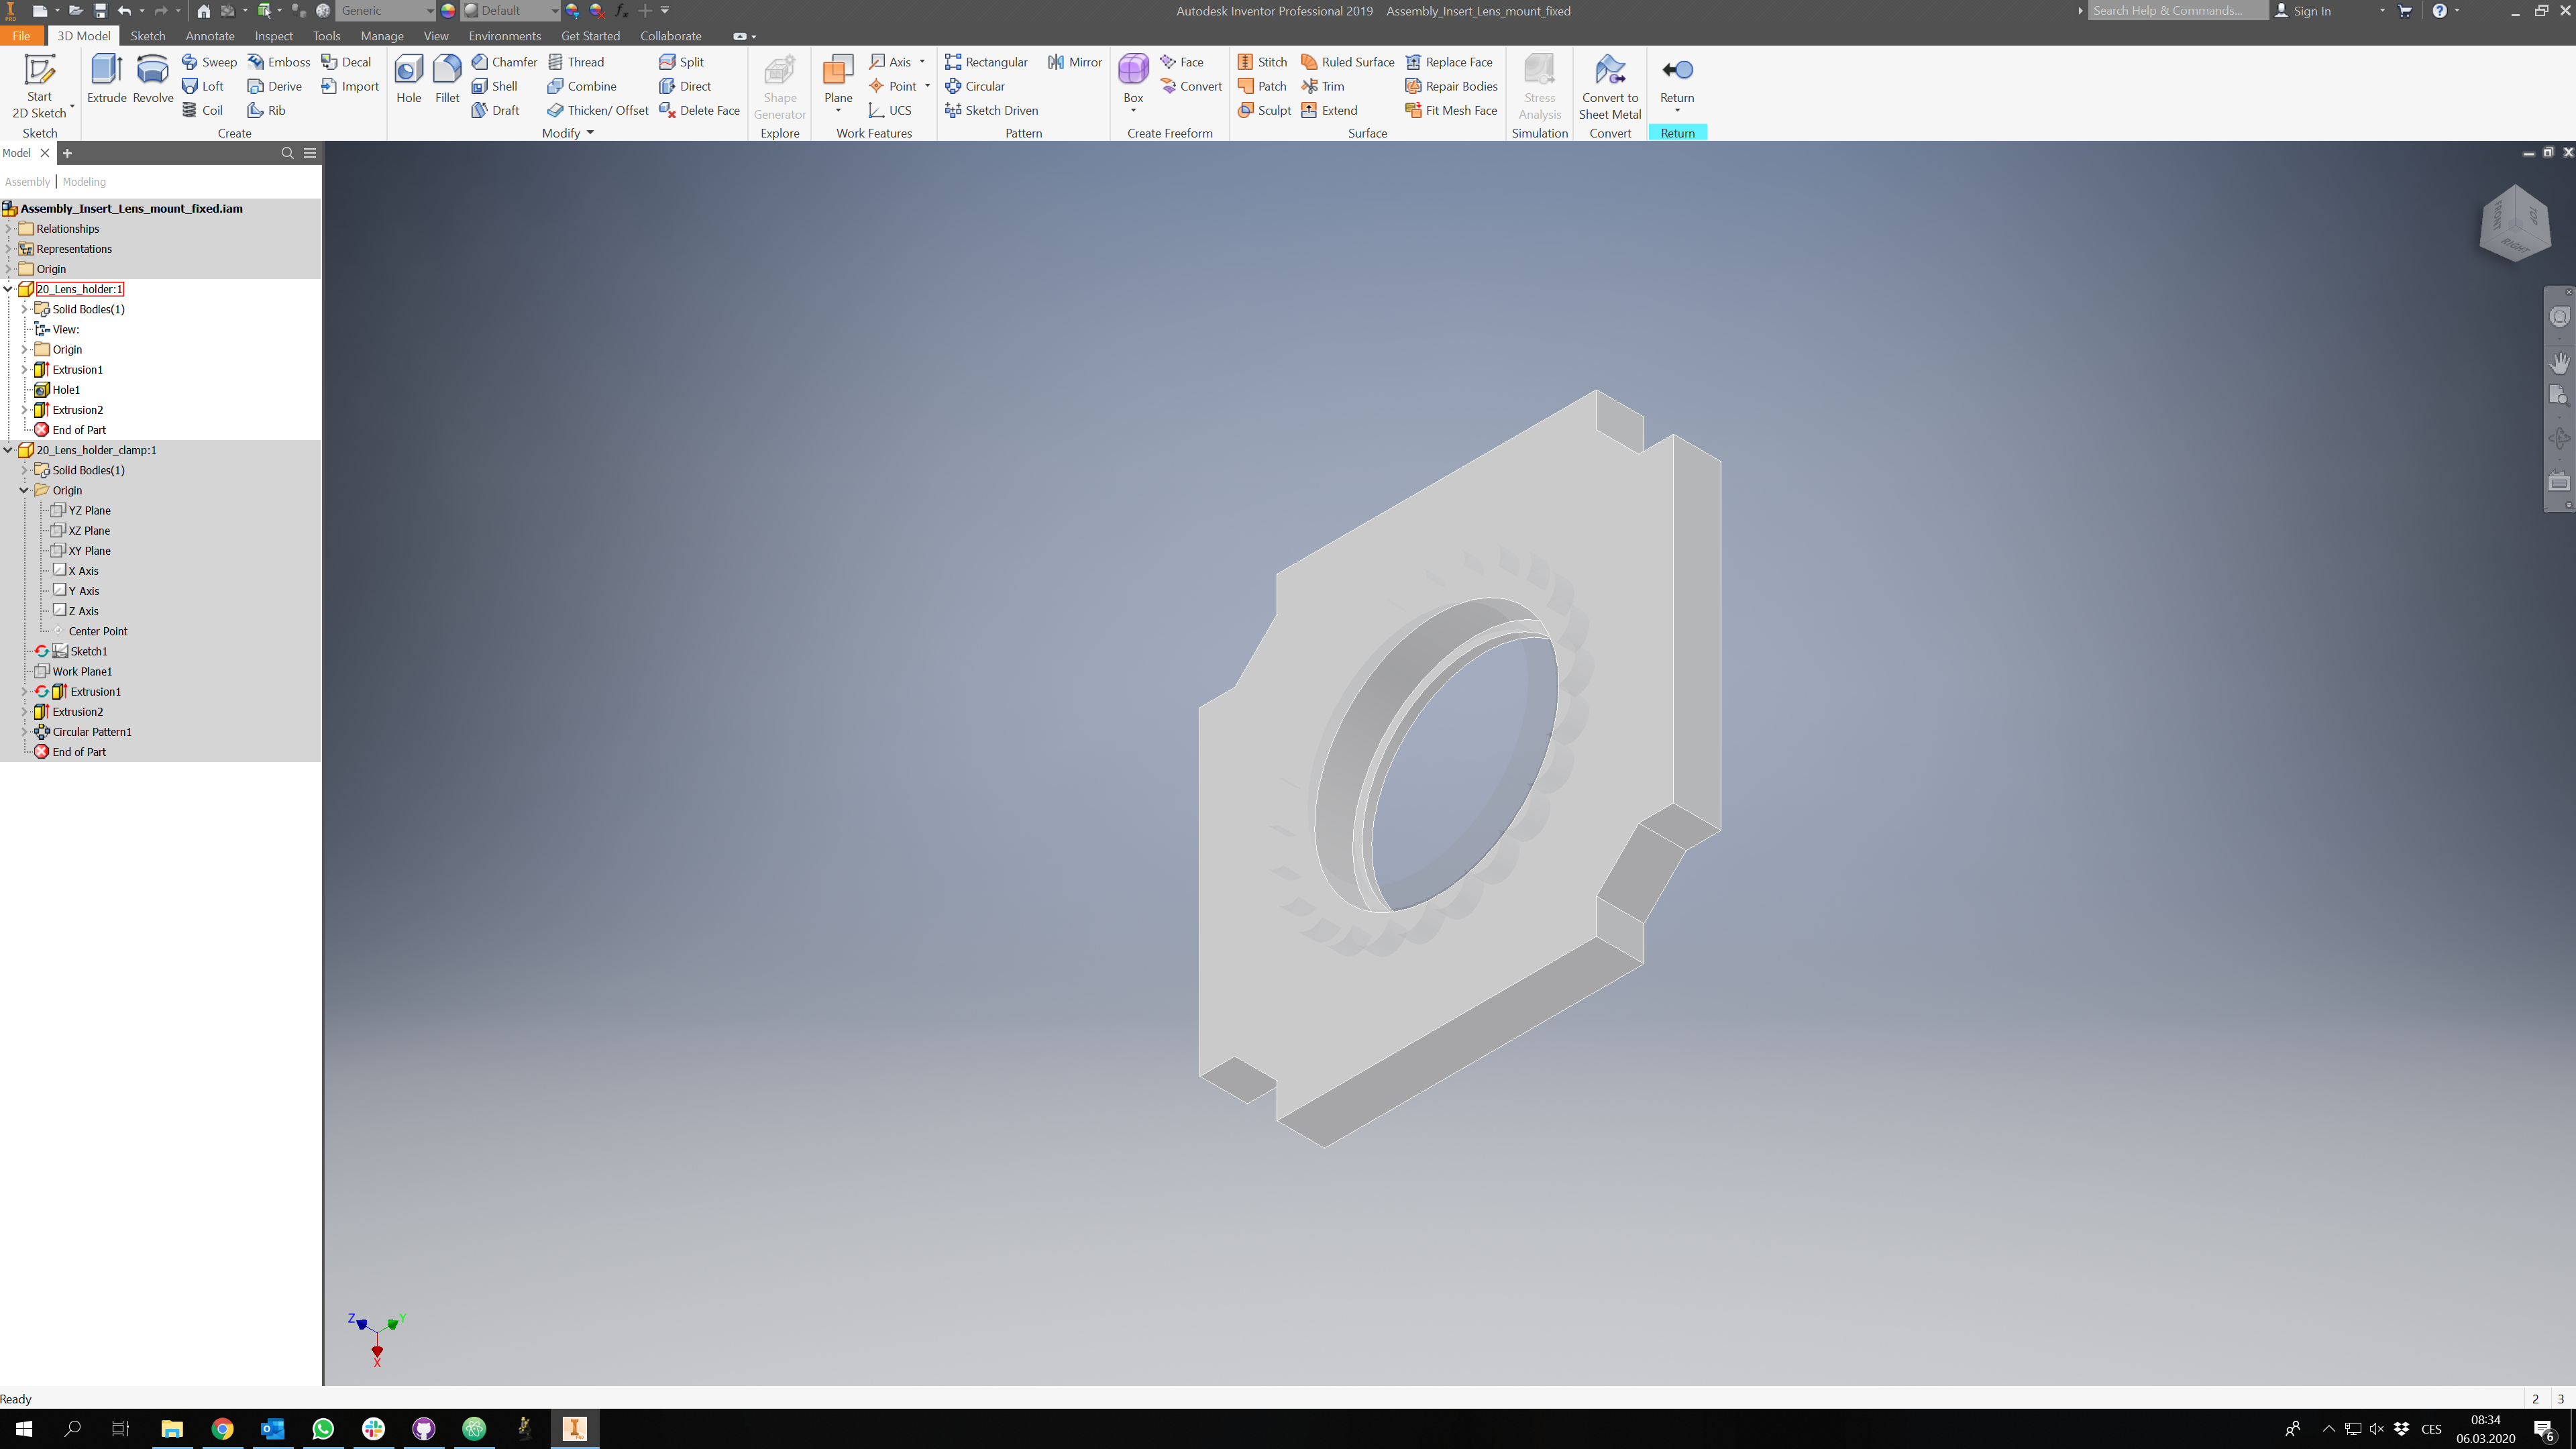 Generic
Default
Autodesk Inventor Professional 2019 Assembly_Insert_Lens_mount_fixed
Search Help & Commands...
Sign In
File
3D Model
Sketch
Annotate
Inspect
Tools
Manage
View
Environments
Get Started
Collaborate
Start
2D Sketch
Sketch
Extrude
Revolve
Sweep
Loft
Coil
Emboss
Derive
Rib
Decal
Import
Create
Hole
Fillet
Chamfer
Shell
Draft
Thread
Combine
Thicken/ Offset
Split
Direct
Delete Face
Modify
Shape
Generator
Explore
Plane
Axis
Point
UCS
Work Features
Rectangular
Circular
Sketch Driven
Mirror
Pattern
Box
Face
Convert
Create Freeform
Stitch
Patch
Sculpt
Ruled Surface
Trim
Extend
Replace Face
Repair Bodies
Fit Mesh Face
Surface
Stress
Analysis
Simulation
Convert to
Sheet Metal
Convert
Return
Return
Model
Assembly | Modeling
Assembly_Insert_Lens_mount_fixed.iam
Relationships
Representations
Origin
20_Lens_holder:1
Solid Bodies(1)
View:
Origin
Extrusion1
Hole1
Extrusion2
End of Part
20_Lens_holder_clamp:1
Solid Bodies(1)
Origin
YZ Plane
XZ Plane
XY Plane
X Axis
Y Axis
Z Axis
Center Point
Sketch1
Work Plane1
Extrusion1
Extrusion2
Circular Pattern1
End of Part
FRONT
TOP
RIGHT
Z
Y
X
Ready
2 3
CES
08:34
06.03.2020
6